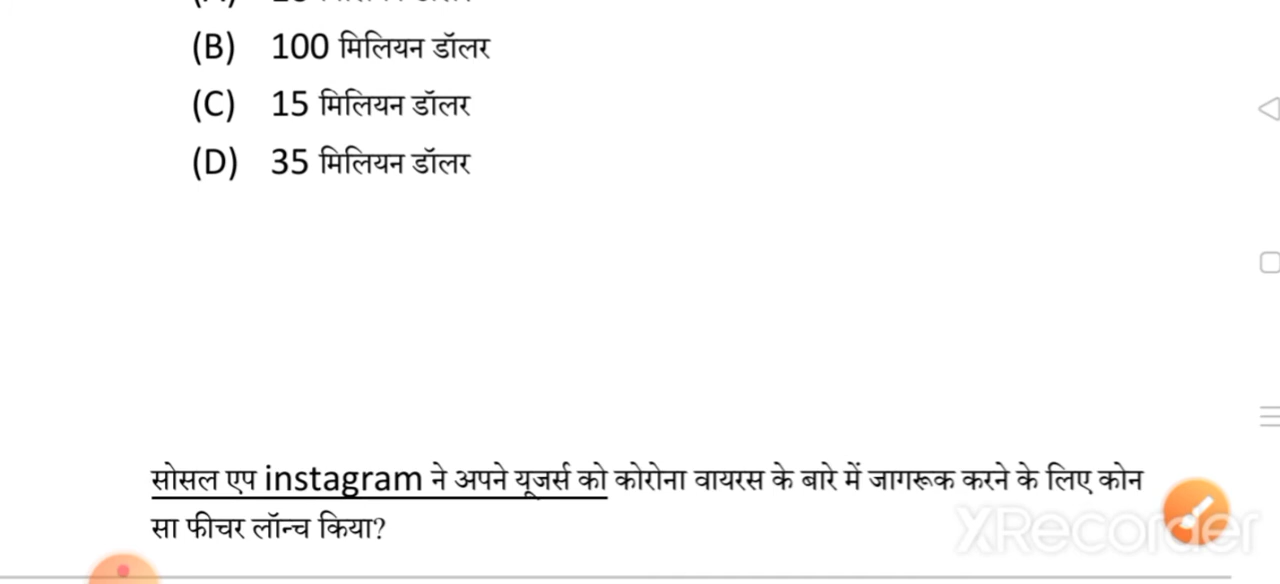 (B) 100 मिलियन डॉलर
(C) 15 मिलियन डॉलर
(D) 35 मिलियन डॉलर
सोसल एप instagram ने अपने यूजर्स को कोरोना वायरस के बारे में जागरूक करने के लिए कोन
सा फीचर लॉन्च किया?
XRecorder